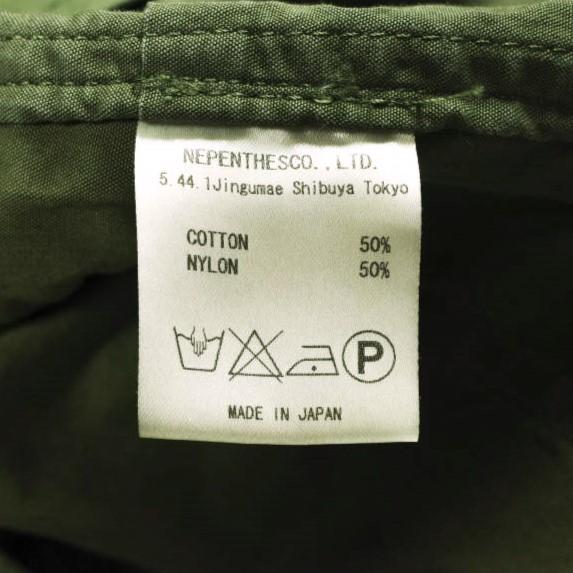 NEPENTHESCO.,LTD.
5.44.1Jingumae Shibuya Tokyo
COTTON 50%
NYLON 50%
P
MADE IN JAPAN